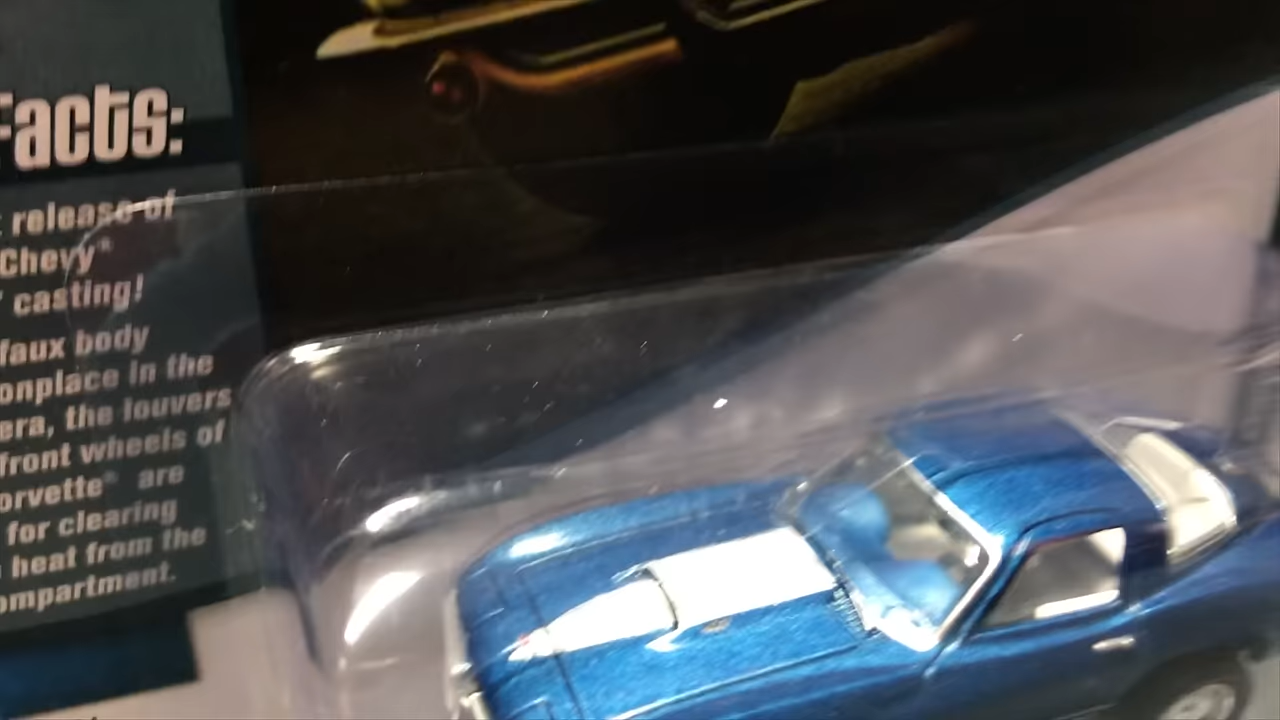 Facts:
release of
Chevy®
casting!
faux body
onplace in the
era, the louvers
front wheels of
orvette® are
for clearing
heat from the
ompartment.